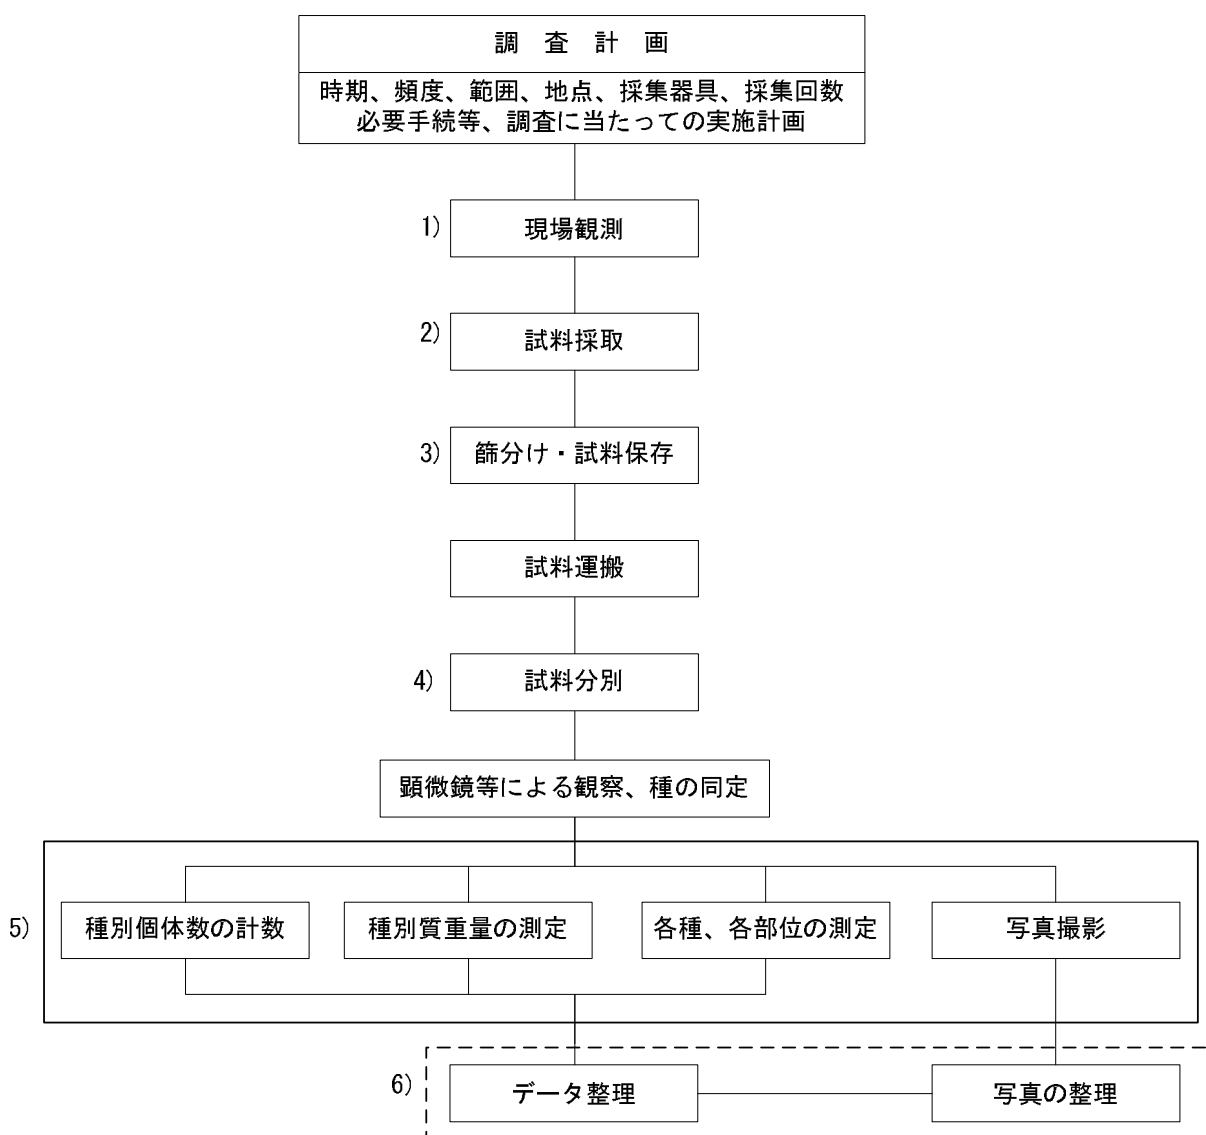 調 査 計 画
時期、頻度、範囲、地点、採集器具、採集回数
必要手続等、調査に当たっての実施計画
1) 現場観測
2) 試料採取
3) 篩分け・試料保存
試料運搬
4) 試料分別
顕微鏡等による観察、種の同定
5) 種別個体数の計数 種別質重量の測定 各種、各部位の測定 写真撮影
6) データ整理 写真の整理